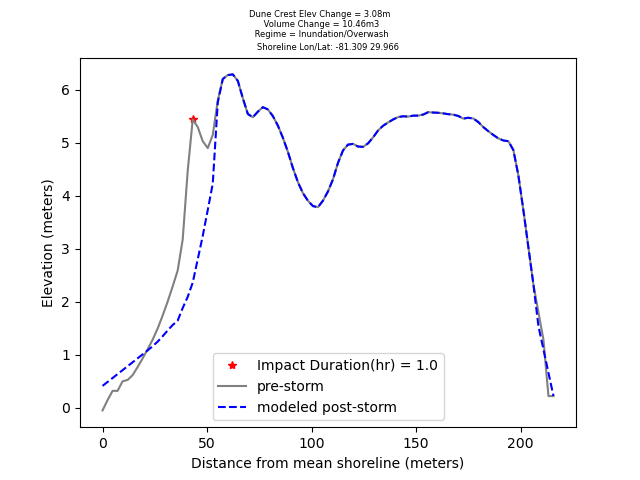 Dune Crest Elev Change = 3.08m
Volume Change = 10.46m3
Regime = Inundation/Overwash
Shoreline Lon/Lat: -81.309 29.966
6
5
4
3
2
1
0
Elevation (meters)
Impact Duration(hr) = 1.0
pre-storm
modeled post-storm
0 50 100 150 200
Distance from mean shoreline (meters)